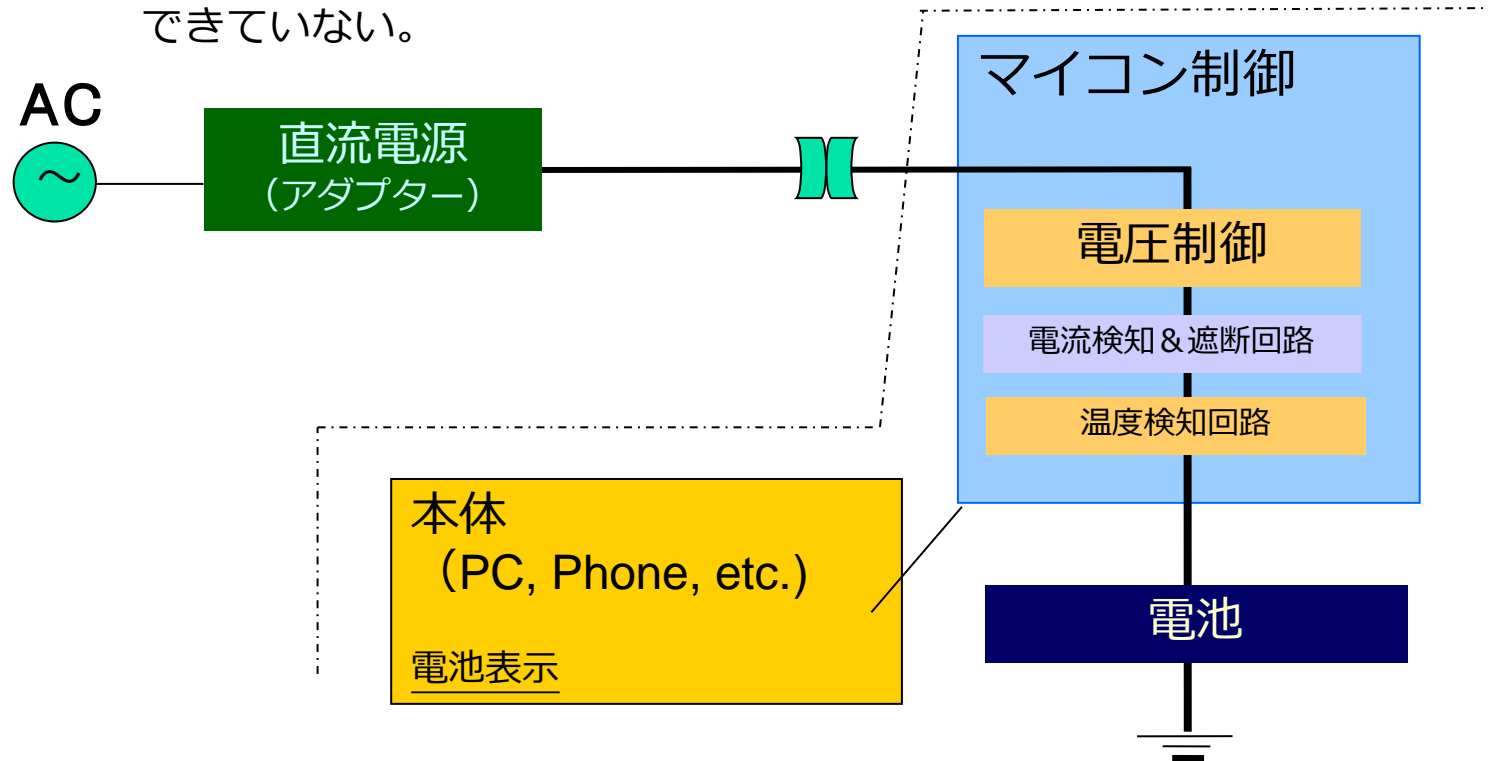 できていない。
AC
～
直流電源
（アダプター）
マイコン制御
電圧制御
電流検知＆遮断回路
温度検知回路
本体
（PC, Phone, etc.)
電池表示
電池